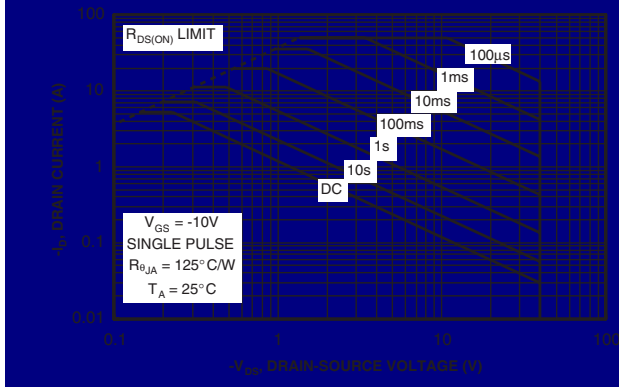 100
R_DS(ON) LIMIT
100µs
1ms
10
10ms
100ms
1s
1
10s
DC
V_GS = -10V
SINGLE PULSE
R_θJA = 125°C/W
T_A = 25°C
0.1
0.01
0.1
1
10
100
-I_D, DRAIN CURRENT (A)
-V_DS, DRAIN-SOURCE VOLTAGE (V)